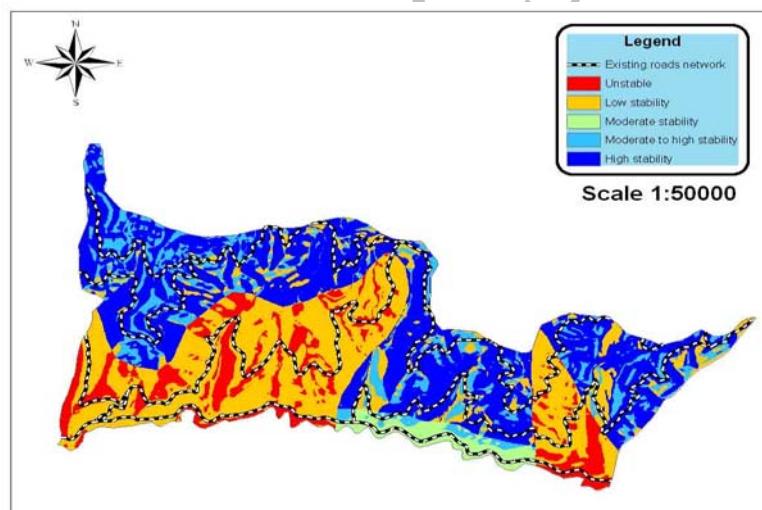 N
W E
S
Legend
Existing roads network
Unstable
Low stability
Moderate stability
Moderate to high stability
High stability
Scale 1:50000